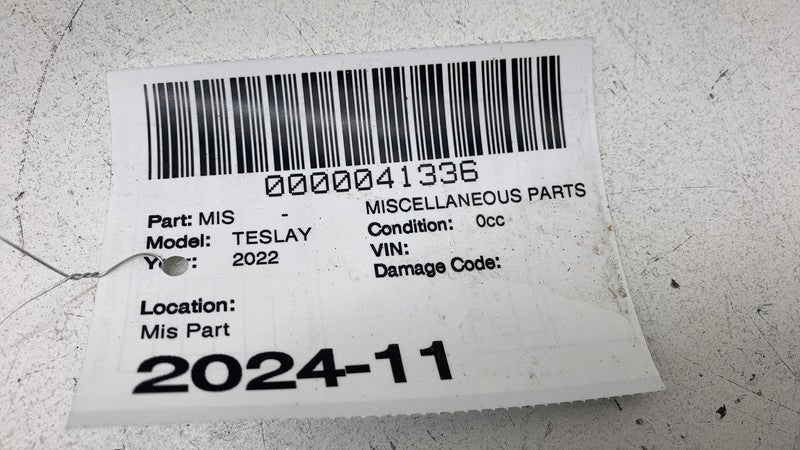 0000041336
Part: MIS - MISCELLANEOUS PARTS
Model: TESLAY Condition: 0cc
2022 VIN:
Damage Code:
Location:
Mis Part
2024-11